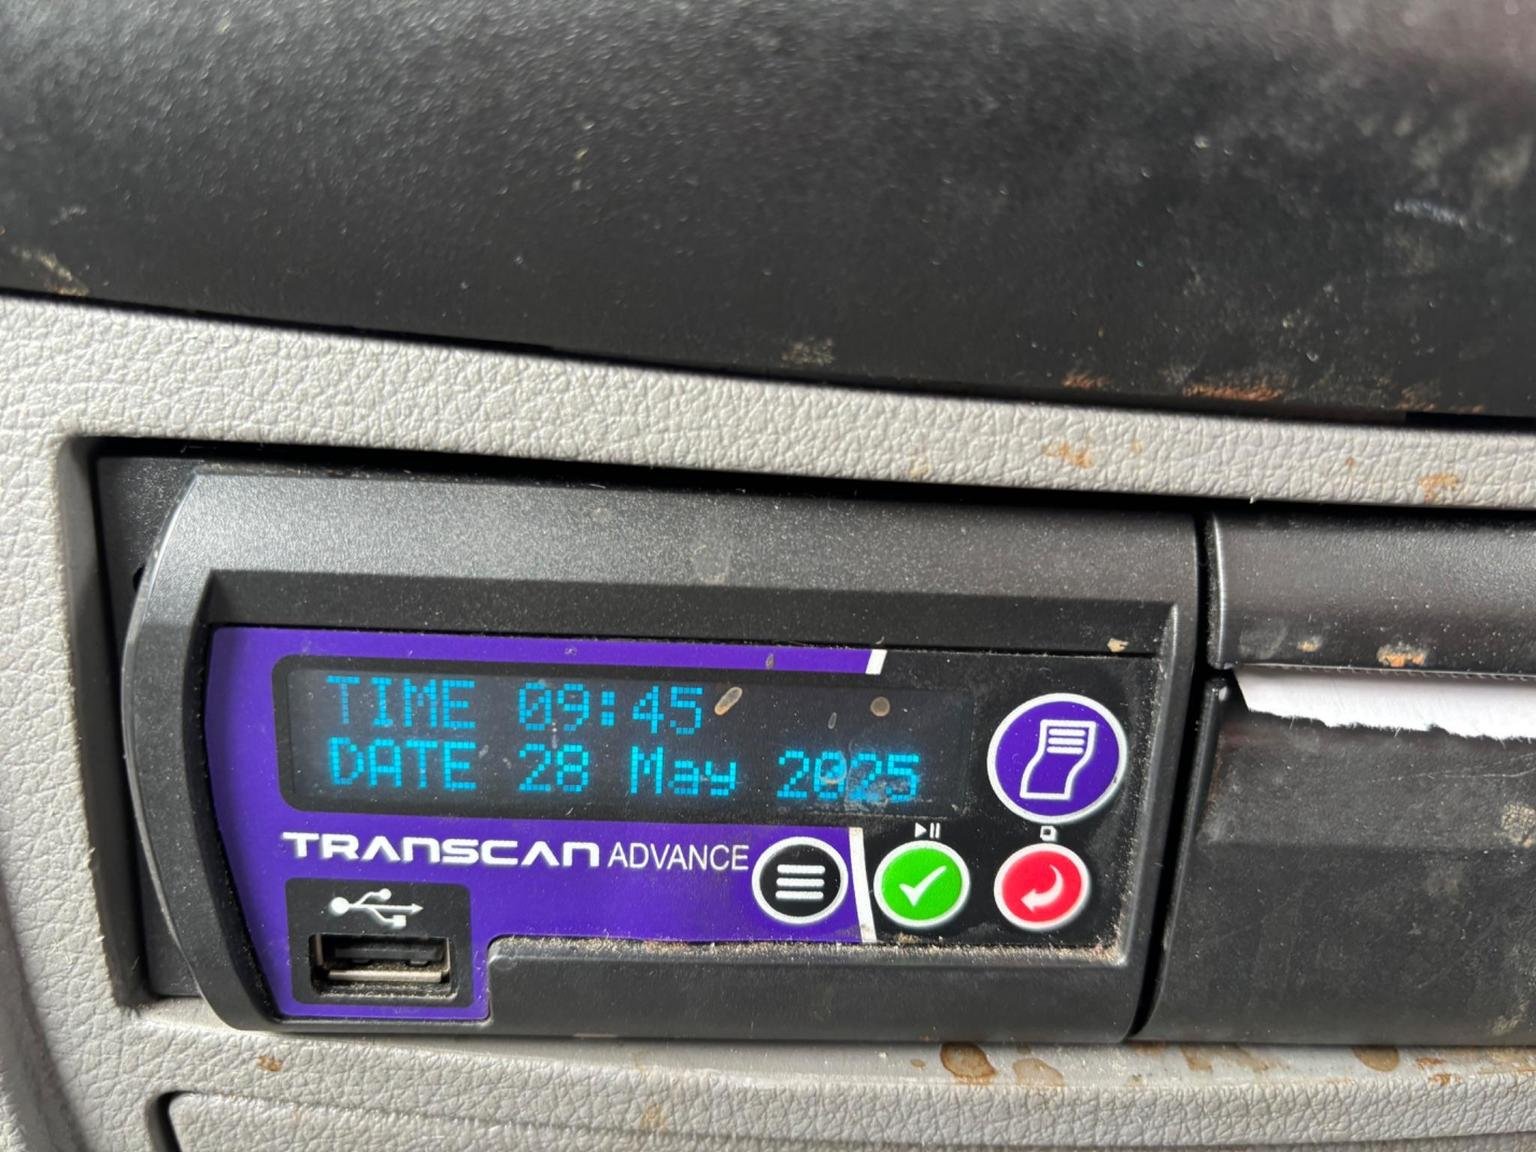 TIME 09:45
DATE 28 May 2025
TRANSCAN ADVANCE